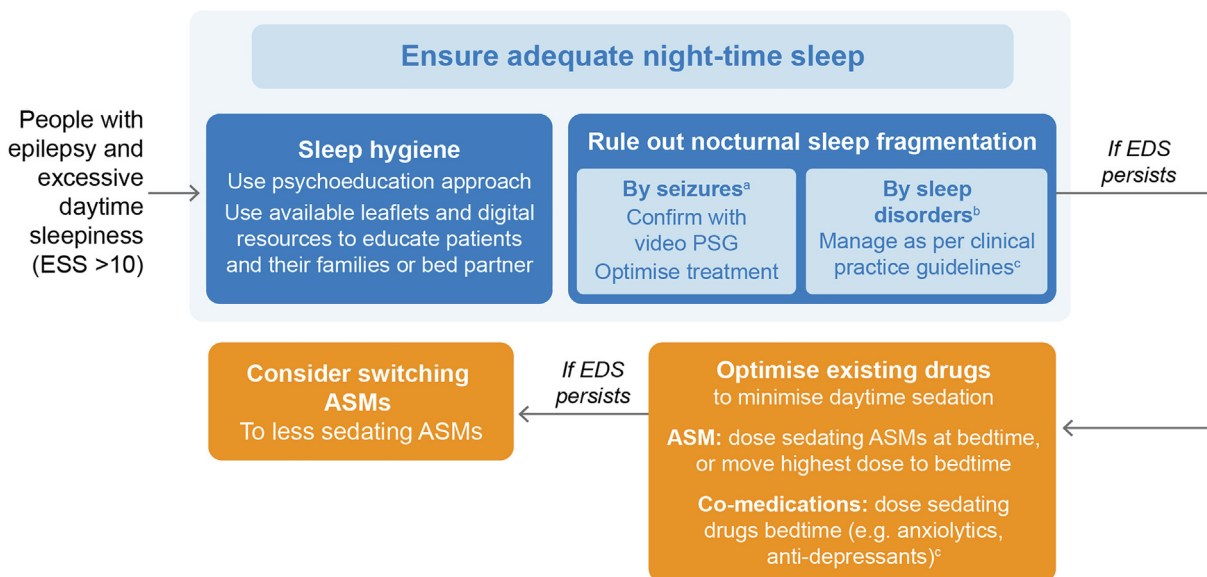 Ensure adequate night-time sleep
People with
epilepsy and
excessive
daytime
sleepiness
(ESS >10)
Sleep hygiene
Use psychoeducation approach
Use available leaflets and digital
resources to educate patients
and their families or bed partner
Rule out nocturnal sleep fragmentation
By seizuresᵃ
Confirm with
video PSG
Optimise treatment
By sleep
disordersᵇ
Manage as per clinical
practice guidelinesᶜ
If EDS
persists
Optimise existing drugs
to minimise daytime sedation
ASM: dose sedating ASMs at bedtime,
or move highest dose to bedtime
Co-medications: dose sedating
drugs bedtime (e.g. anxiolytics,
anti-depressants)ᶜ
If EDS
persists
Consider switching
ASMs
To less sedating ASMs